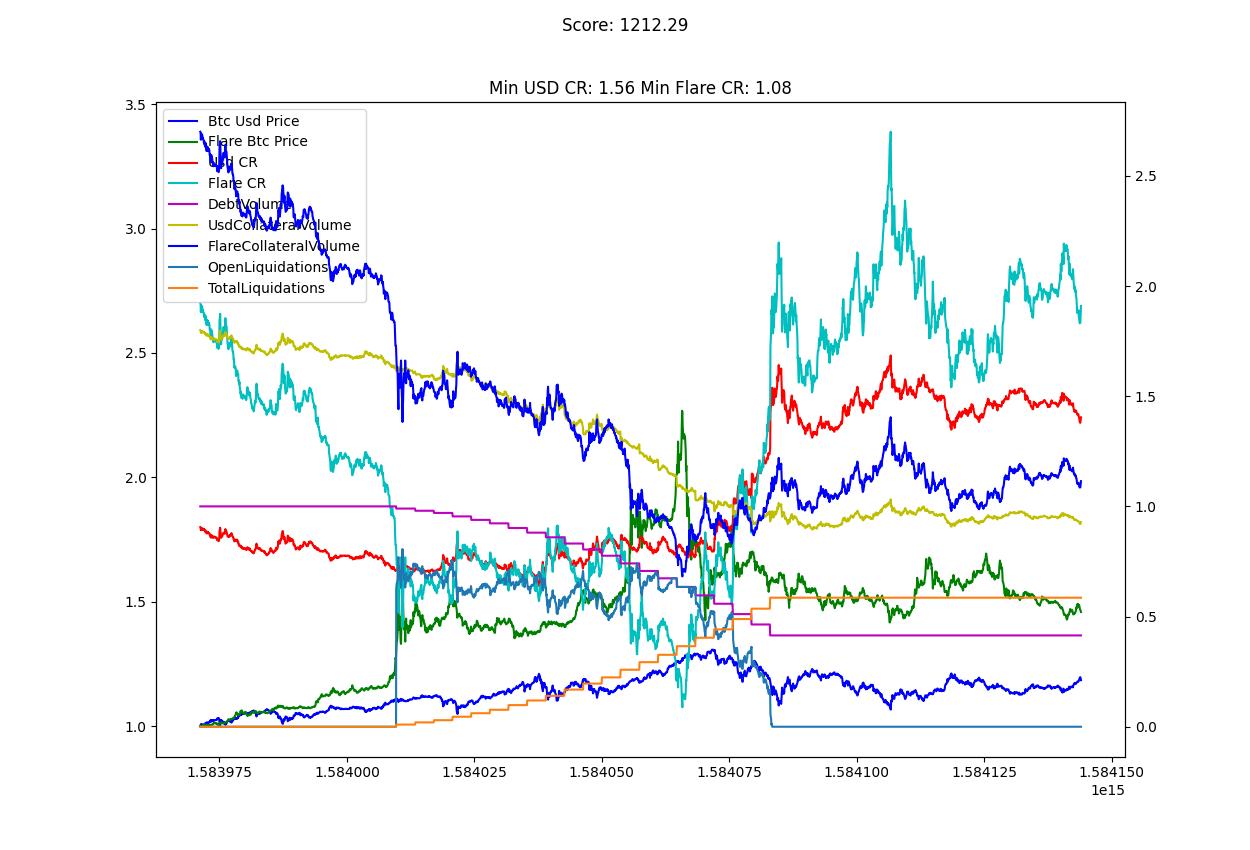 Score: 1212.29
Min USD CR: 1.56 Min Flare CR: 1.08
Btc Usd Price
Flare Btc Price
Usd CR
Flare CR
DebtVolume
UsdCollateralVolume
FlareCollateralVolume
OpenLiquidations
TotalLiquidations
3.5
3.0
2.5
2.0
1.5
1.0
2.5
2.0
1.5
1.0
0.5
0.0
1.583975 1.584000 1.584025 1.584050 1.584075 1.584100 1.584125 1.584150
1e15